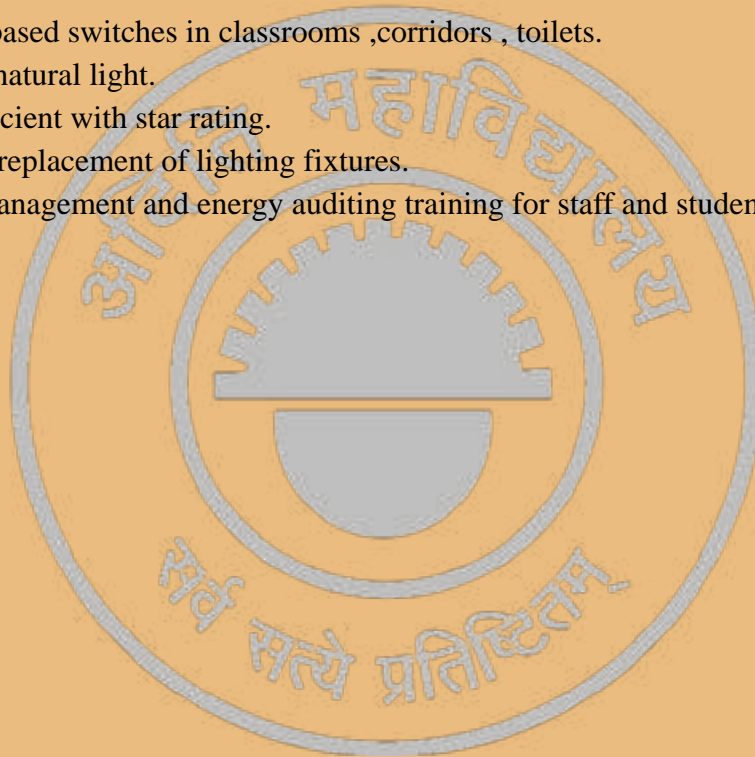 based switches in classrooms ,corridors , toilets.
natural light.
cient with star rating.
replacement of lighting fixtures.
anagement and energy auditing training for staff and studen
अदिति महाविद्यालय
सर्व सत्ये प्रतिष्ठितम्